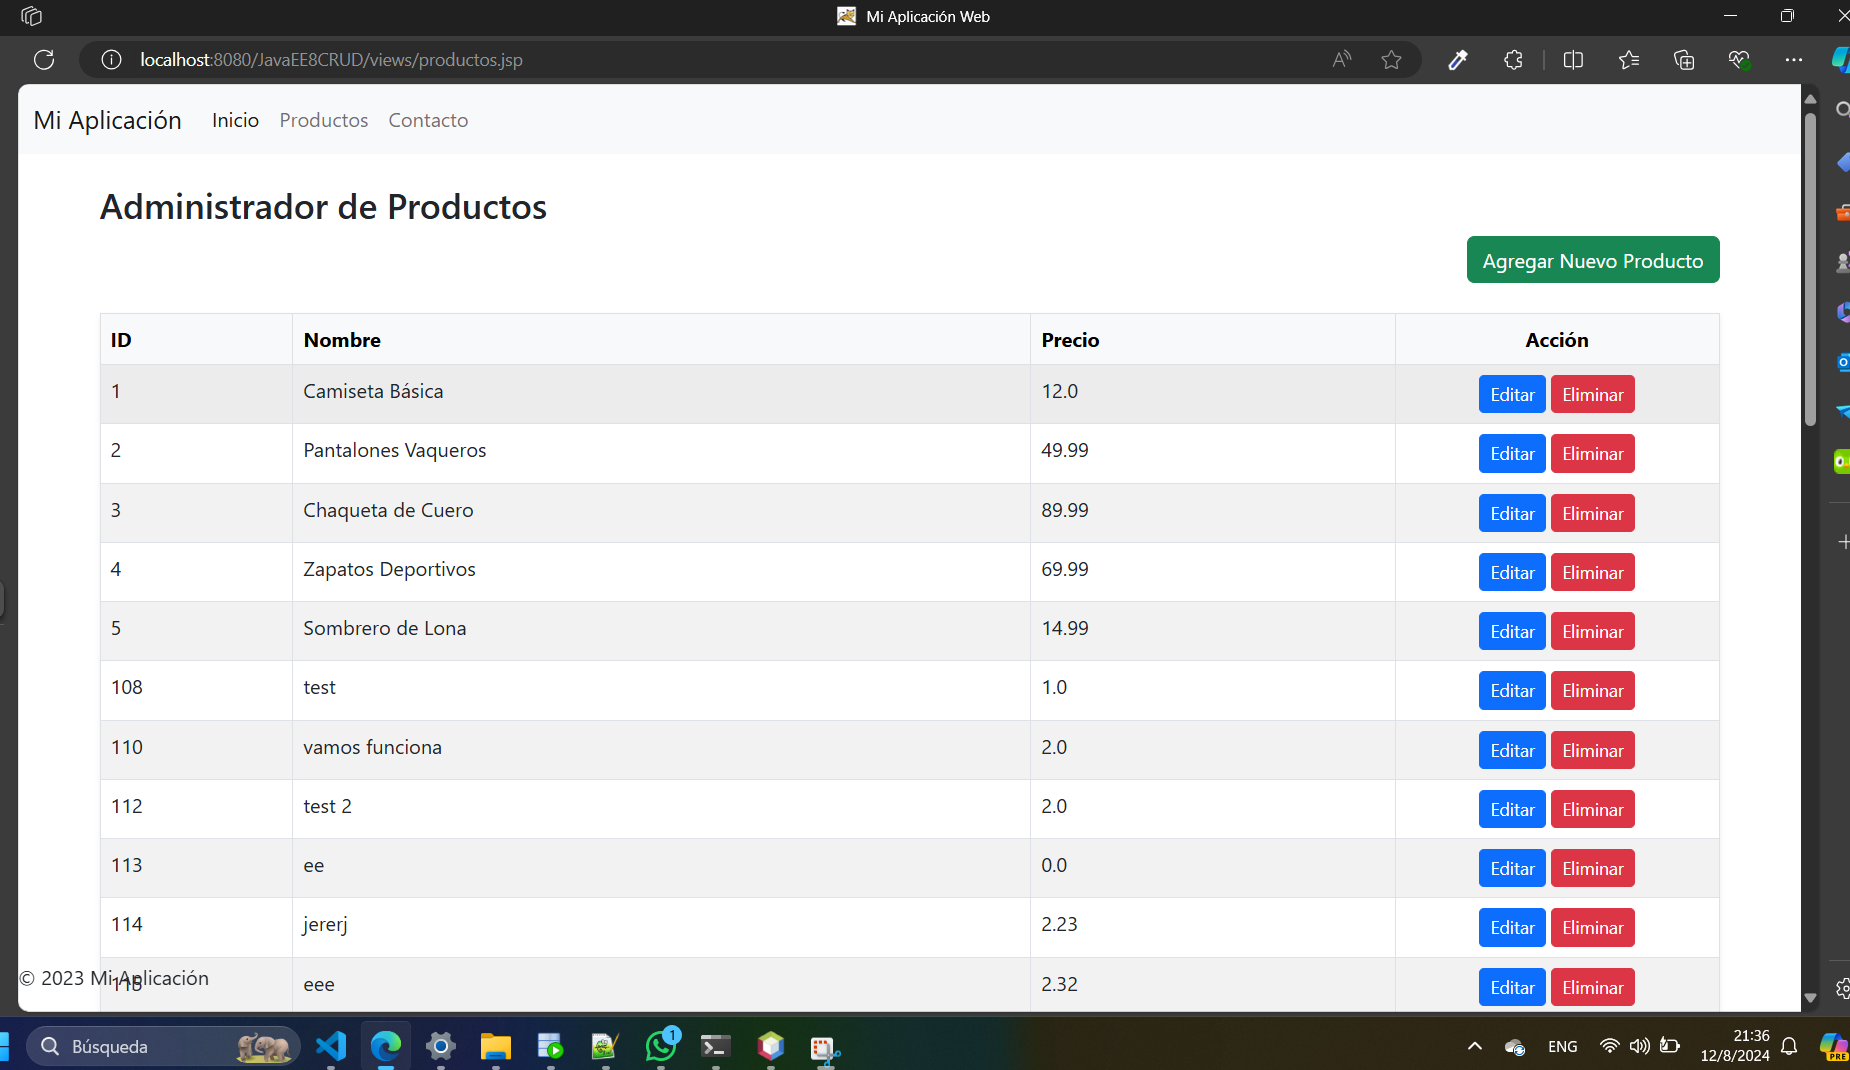 Mi Aplicación Web
localhost:8080/JavaEE8CRUD/views/productos.jsp
Mi Aplicación Inicio Productos Contacto
Administrador de Productos
Agregar Nuevo Producto
ID Nombre Precio Acción
1 Camiseta Básica 12.0 Editar Eliminar
2 Pantalones Vaqueros 49.99 Editar Eliminar
3 Chaqueta de Cuero 89.99 Editar Eliminar
4 Zapatos Deportivos 69.99 Editar Eliminar
5 Sombrero de Lona 14.99 Editar Eliminar
108 test 1.0 Editar Eliminar
110 vamos funciona 2.0 Editar Eliminar
112 test 2 2.0 Editar Eliminar
113 ee 0.0 Editar Eliminar
114 jererj 2.23 Editar Eliminar
© 2023 Mi Aplicación
115 eee 2.32 Editar Eliminar
Búsqueda 1 ENG 21:36
12/8/2024
PRE